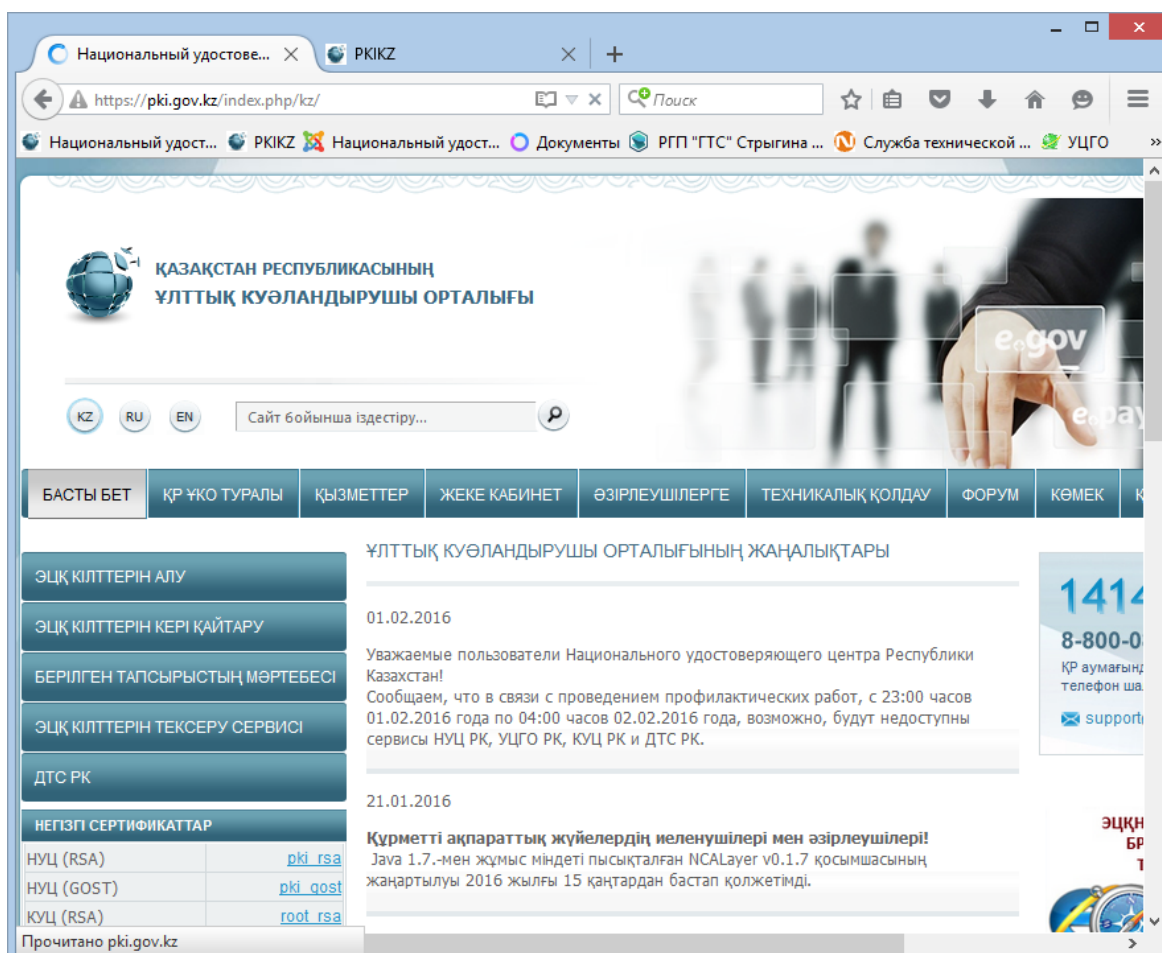 Национальный удостове...
PKIKZ
https://pki.gov.kz/index.php/kz/
Поиск
Национальный удост...
PKIKZ
Национальный удост...
Документы
РГП "ГТС" Стрыгина ...
Служба технической ...
УЦГО
ҚАЗАҚСТАН РЕСПУБЛИКАСЫНЫҢ
ҰЛТТЫҚ КУӘЛАНДЫРУШЫ ОРТАЛЫҒЫ
e.gov
e.pay
KZ
RU
EN
Сайт бойынша іздестіру...
БАСТЫ БЕТ
ҚР ҰКО ТУРАЛЫ
ҚЫЗМЕТТЕР
ЖЕКЕ КАБИНЕТ
ӘЗІРЛЕУШІЛЕРГЕ
ТЕХНИКАЛЫҚ ҚОЛДАУ
ФОРУМ
КӨМЕК
ЭЦҚ КІЛТТЕРІН АЛУ
ЭЦҚ КІЛТТЕРІН КЕРІ ҚАЙТАРУ
БЕРІЛГЕН ТАПСЫРЫСТЫҢ МӘРТЕБЕСІ
ЭЦҚ КІЛТТЕРІН ТЕКСЕРУ СЕРВИСІ
ДТС РК
НЕГІЗГІ СЕРТИФИКАТТАР
НУЦ (RSA) pki_rsa
НУЦ (GOST) pki_gost
КУЦ (RSA) root_rsa
ҰЛТТЫҚ КУӘЛАНДЫРУШЫ ОРТАЛЫҒЫНЫҢ ЖАҢАЛЫҚТАРЫ
01.02.2016
Уважаемые пользователи Национального удостоверяющего центра Республики
Казахстан!
Сообщаем, что в связи с проведением профилактических работ, с 23:00 часов
01.02.2016 года по 04:00 часов 02.02.2016 года, возможно, будут недоступны
сервисы НУЦ РК, УЦГО РК, КУЦ РК и ДТС РК.
21.01.2016
Құрметті ақпараттық жүйелердің иеленушілері мен әзірлеушілері!
Java 1.7.-мен жұмыс міндеті пысықталған NCALayer v0.1.7 қосымшасының
жаңартылуы 2016 жылғы 15 қаңтардан бастап қолжетімді.
1414
8-800-0
ҚР аумағынд
телефон ша
support
ЭЦҚН
БР
Т
Прочитано pki.gov.kz